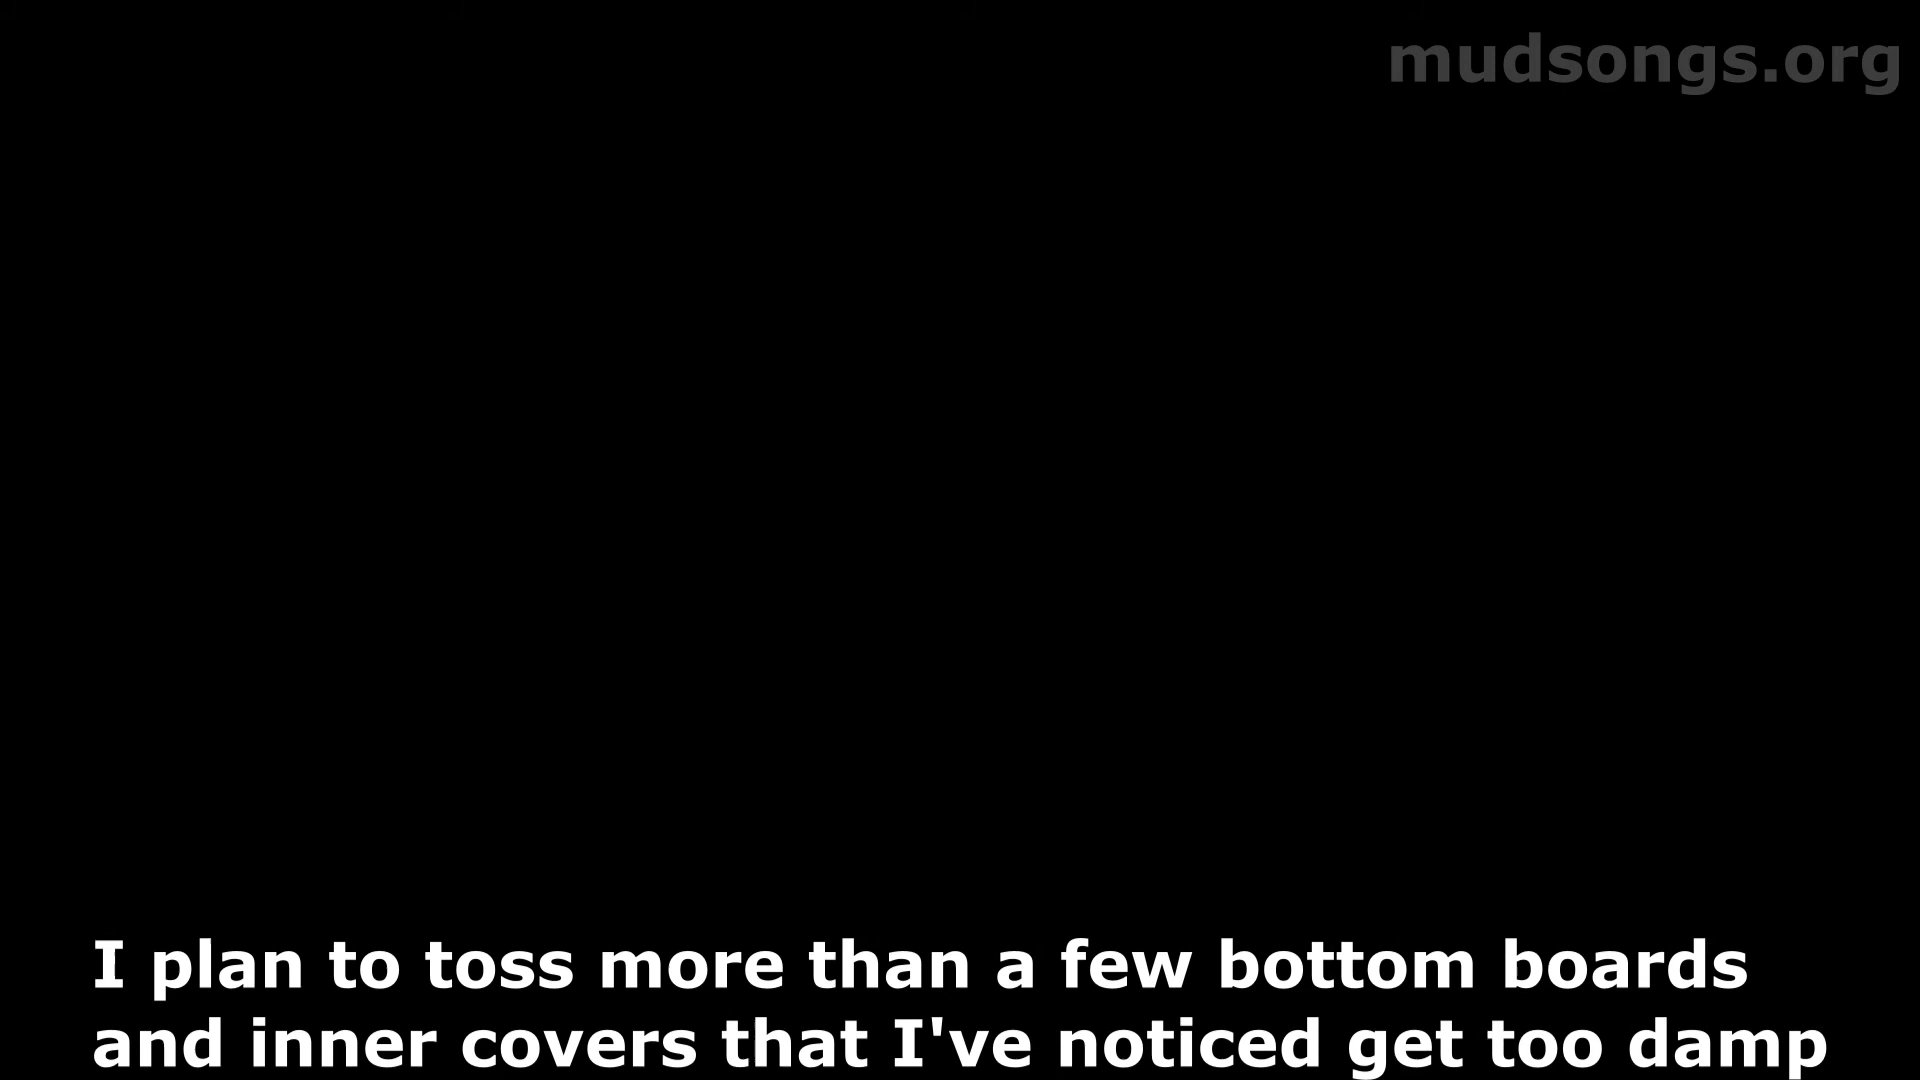 mudsongs.org
I plan to toss more than a few bottom boards
and inner covers that I've noticed get too damp